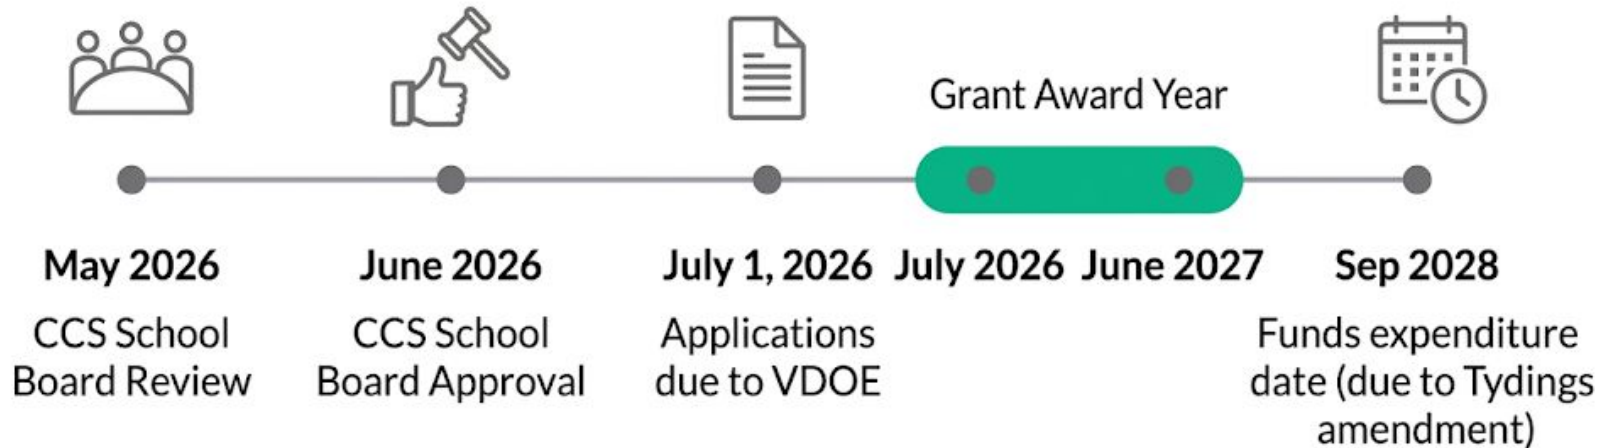 Grant Award Year
May 2026
CCS School
Board Review
June 2026
CCS School
Board Approval
July 1, 2026
Applications
due to VDOE
July 2026
June 2027
Sep 2028
Funds expenditure
date (due to Tydings
amendment)